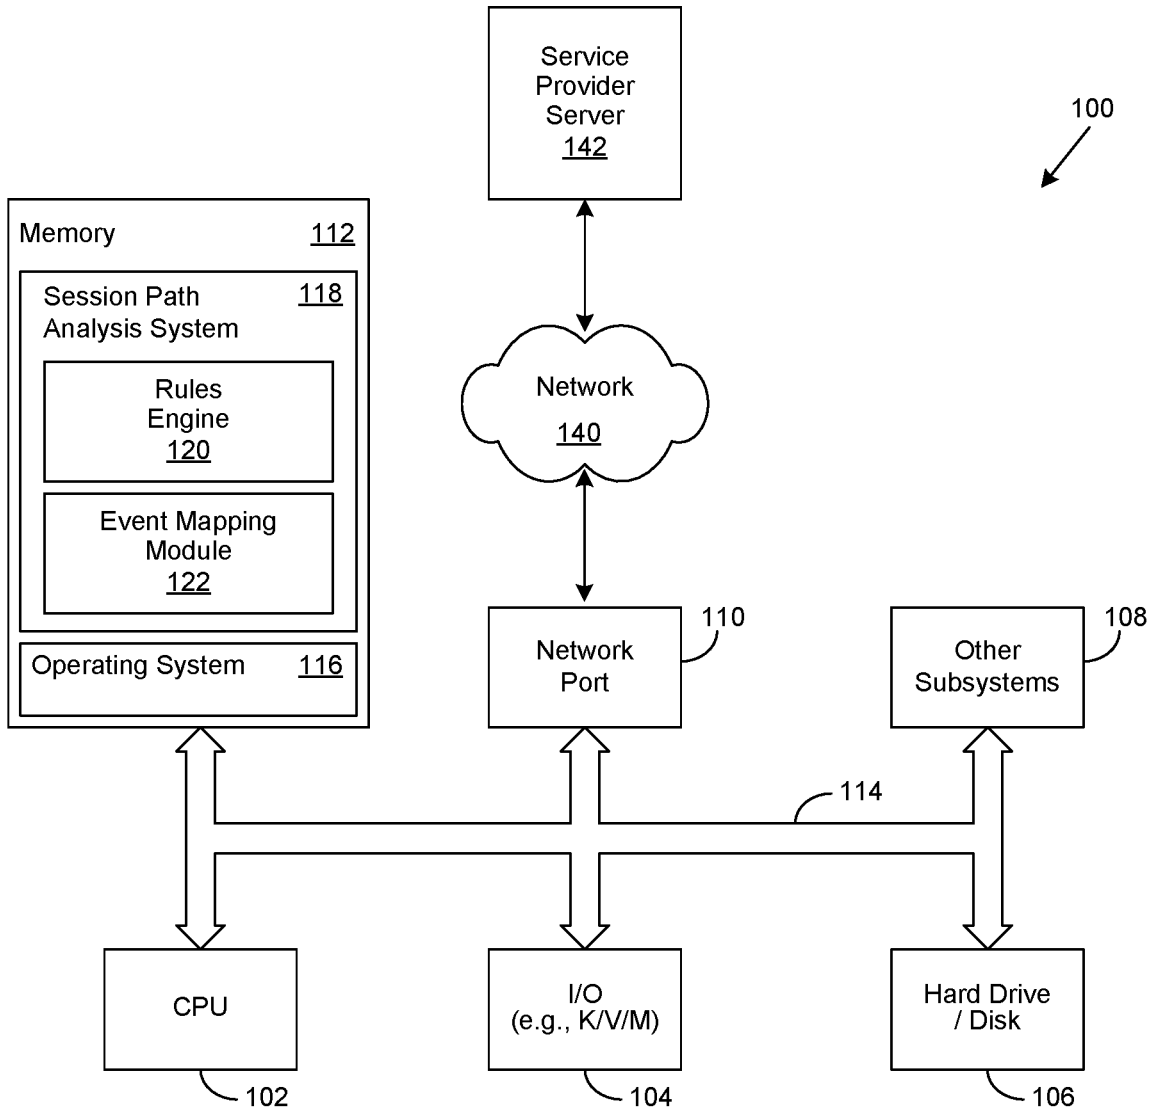 Service
Provider
Server
142
100
Memory 112
Session Path 118
Analysis System
Rules
Engine
120
Event Mapping
Module
122
Operating System 116
Network
140
Network
Port
110
Other
Subsystems
108
114
CPU
102
I/O
(e.g., K/V/M)
104
Hard Drive
/ Disk
106